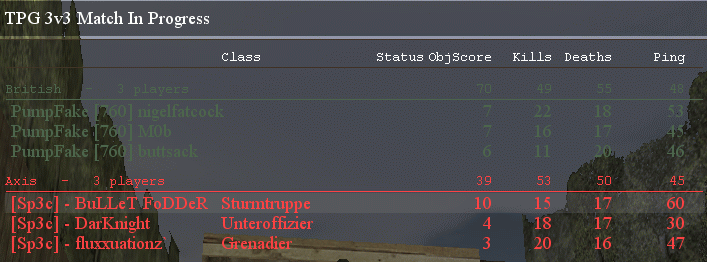 TPG 3v3 Match In Progress
Class Status ObjScore Kills Deaths Ping
British - 3 players 70 49 55 48
PumpFake [760] nigelfatcock 7 22 18 53
PumpFake [760] M0b 7 16 17 45
PumpFake [760] buttsack 6 11 20 46
Axis - 3 players 39 53 50 45
[Sp3c] - BuLLeT FoDDeR Sturmtruppe 10 15 17 60
[Sp3c] - DarKnight Unteroffizier 4 18 17 30
[Sp3c] - fluxxuationz Grenadier 3 20 16 47